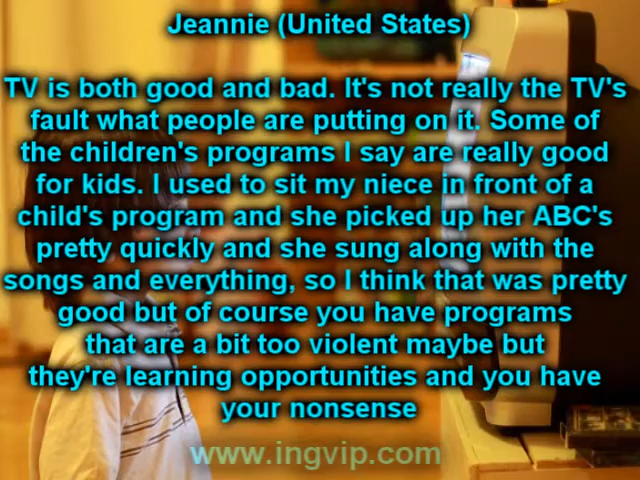 Jeannie (United States)
TV is both good and bad. It's not really the TV's
fault what people are putting on it. Some of
the children's programs I say are really good
for kids. I used to sit my niece in front of a
child's program and she picked up her ABC's
pretty quickly and she sung along with the
songs and everything, so I think that was pretty
good but of course you have programs
that are a bit too violent maybe but
they're learning opportunities and you have
your nonsense
www.ingvip.com